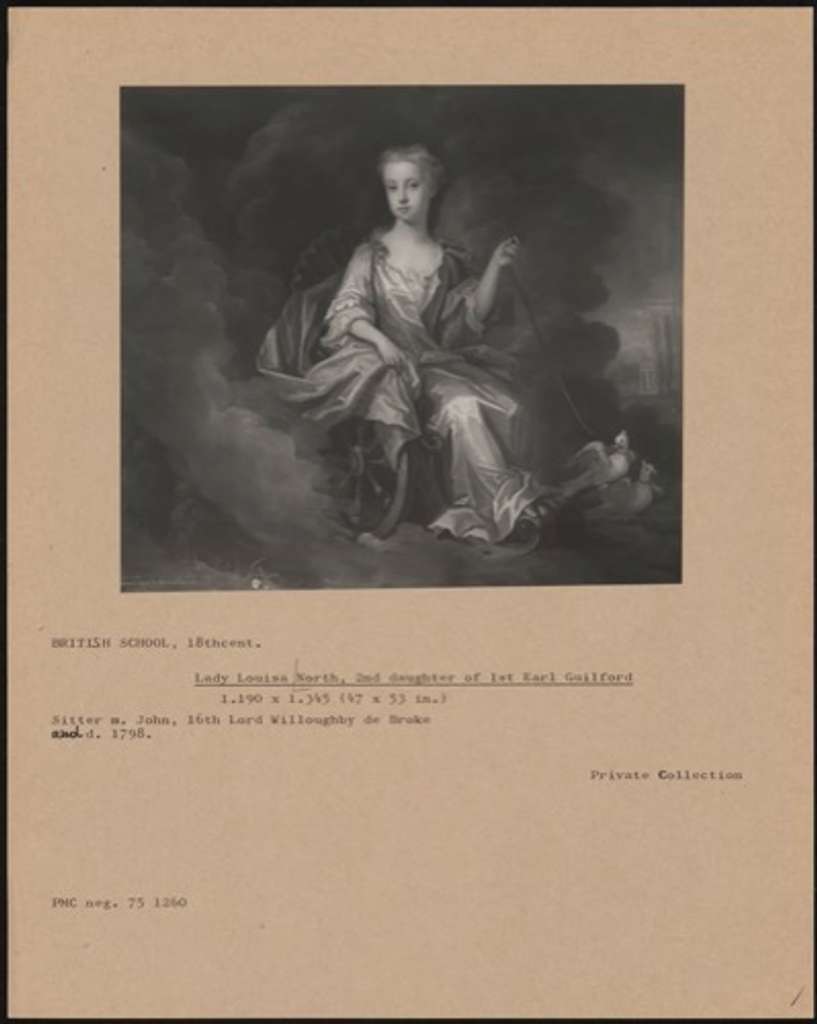 BRITISH SCHOOL, 18thcent.
Lady Louisa North, 2nd daughter of 1st Earl Guilford
1.190 x 1.345 (47 x 53 in.)
Sitter m. John, 16th Lord Willoughby de Broke
and d. 1798.
Private Collection
PMC neg. 75 1260